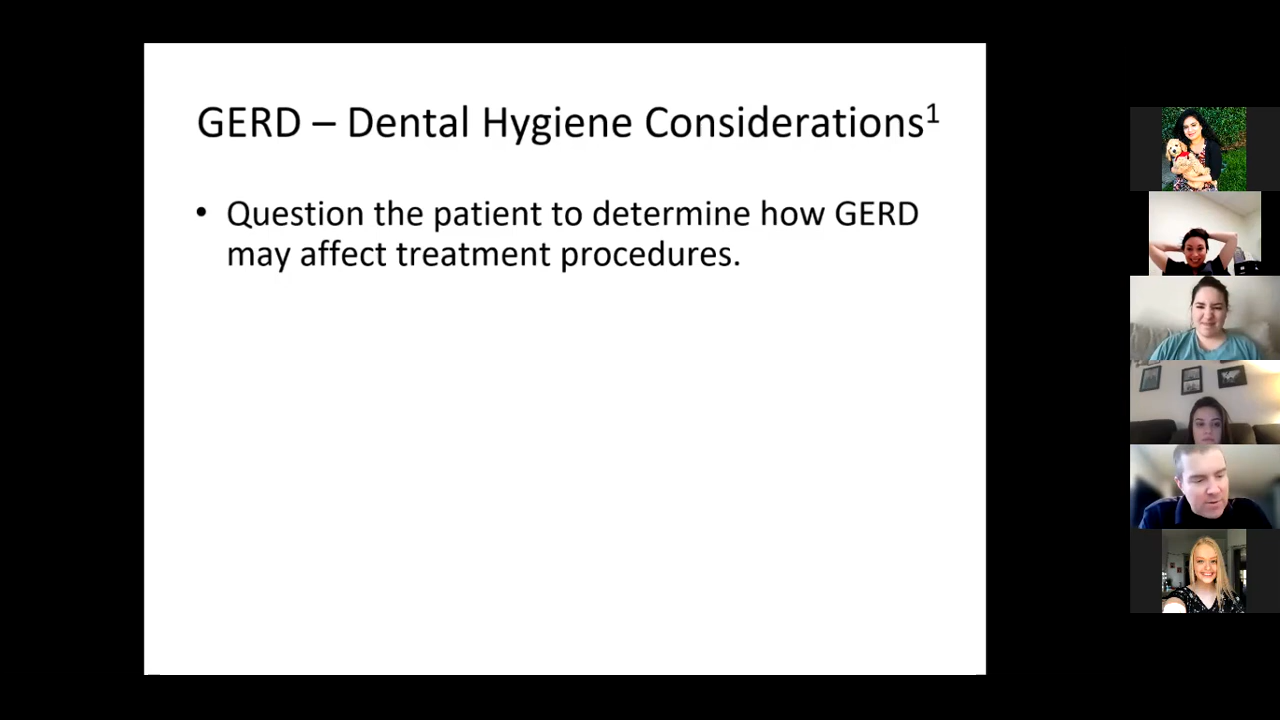 GERD – Dental Hygiene Considerations¹
• Question the patient to determine how GERD
may affect treatment procedures.